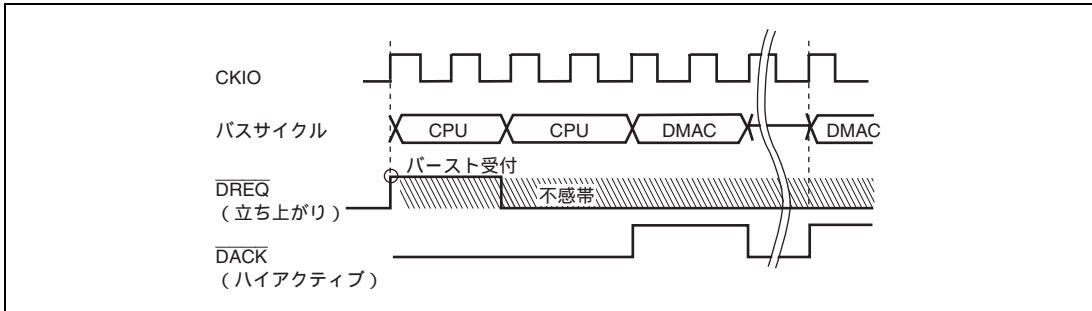 CKIO
バスサイクル CPU CPU DMAC DMAC
バースト受付
DREQ 不感帯
（立ち上がり）
DACK
（ハイアクティブ）